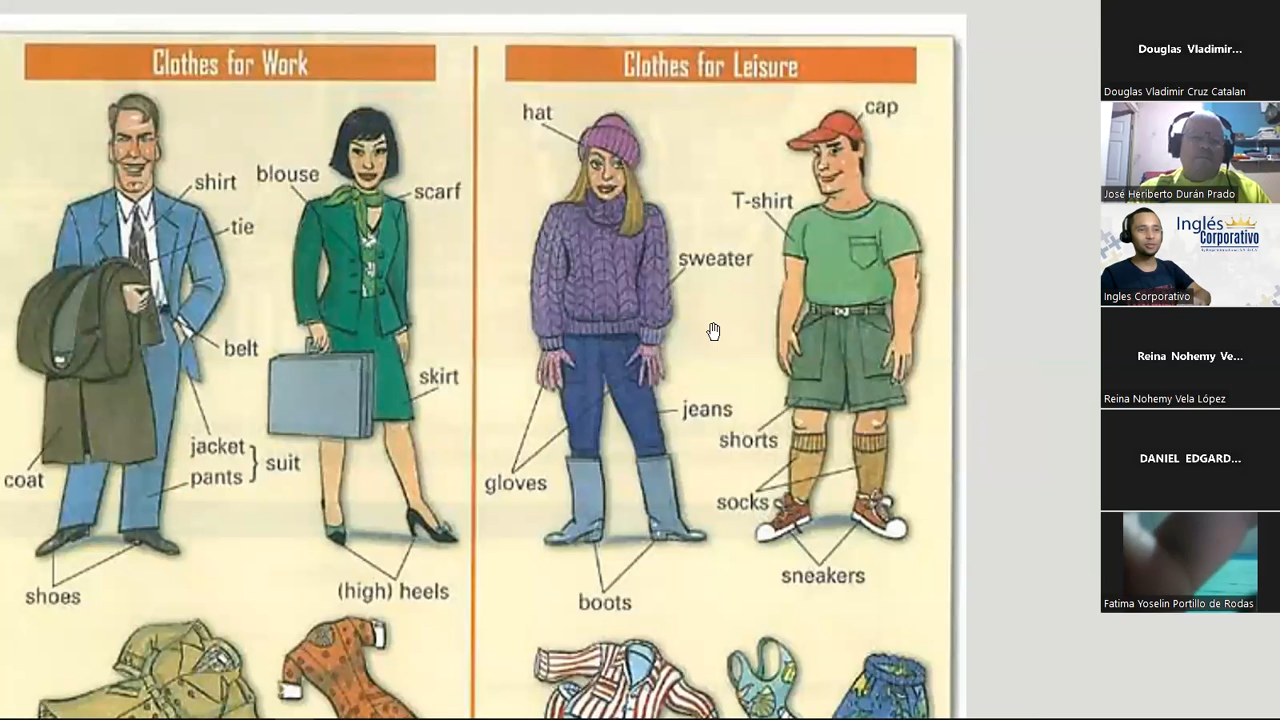 Clothes for Work
shirt
blouse
scarf
tie
belt
skirt
jacket
pants
suit
coat
shoes
(high) heels
Clothes for Leisure
hat
cap
T-shirt
sweater
jeans
shorts
gloves
socks
sneakers
boots
Douglas Vladimir...
Douglas Vladimir Cruz Catalan
José Heriberto Durán Prado
Inglés
Corporativo
Ingles Corporativo
Reina Nohemy Ve...
Reina Nohemy Vela López
DANIEL EDGARD...
Fatima Yoselin Portillo de Rodas